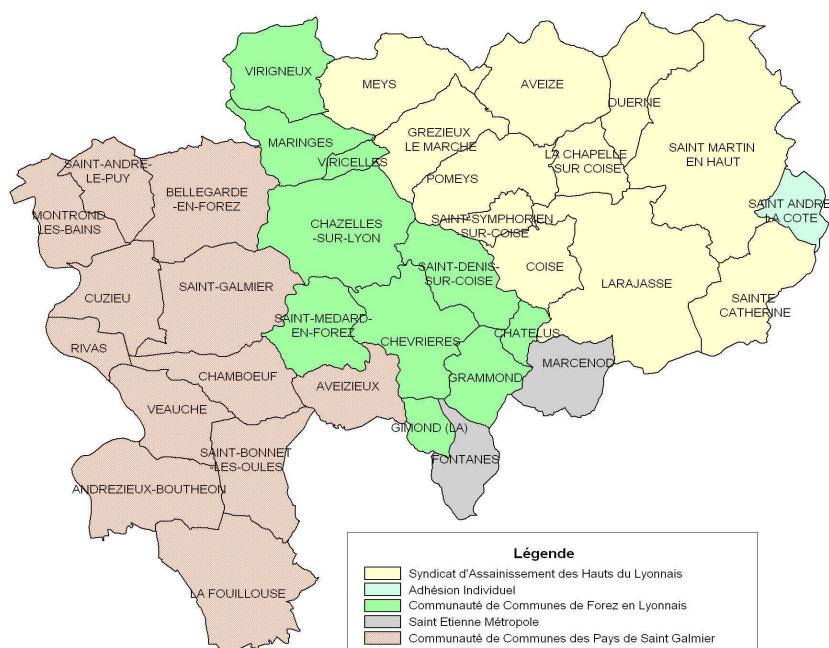 VIRIGNEUX
MEYS
AVEIZE
DUERNE
MARINGES
GREZIEUX
LE MARCHE
SAINT MARTIN
EN HAUT
LA CHAPELLE
SUR COISE
VIRICELLES
SAINT-ANDRE-
LE-PUY
BELLEGARDE
-EN-FOREZ
POMEYS
MONTROND
LES-BAINS
CHAZELLES
-SUR-LYON
SAINT-SYMPHORIEN
SUR-COISE
SAINT ANDRE
LA COTE
SAINT-DENIS-
SUR-COISE
COISE
LARAJASSE
CUZIEU
SAINT-GALMIER
SAINTE
CATHERINE
SAINT-MEDARD-
EN-FOREZ
CHEVRIERES
CHATELUS
RIVAS
MARCENOD
CHAMBOEUF
AVEIZIEUX
GRAMMOND
VEAUCHE
GIMOND (LA)
SAINT-BONNET
-LES-OULES
FONTANES
ANDREZIEUX-BOUTHEON
LA FOUILLOUSE
Légende
Syndicat d'Assainissement des Hauts du Lyonnais
Adhésion Individuel
Communauté de Communes de Forez en Lyonnais
Saint Etienne Métropole
Communauté de Communes des Pays de Saint Galmier